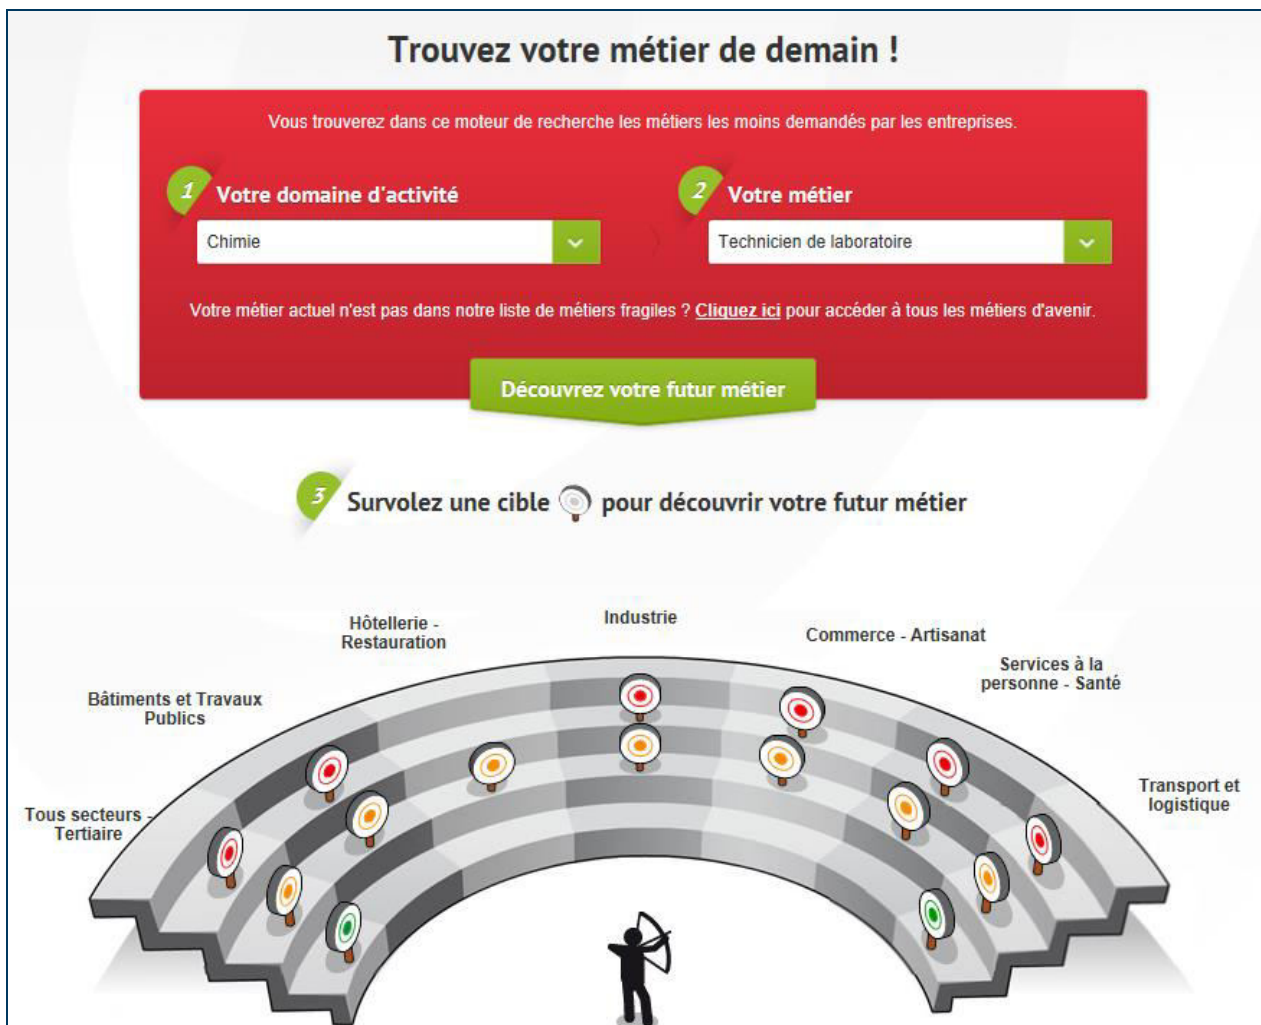 Trouvez votre métier de demain !
Vous trouverez dans ce moteur de recherche les métiers les moins demandés par les entreprises.
1 Votre domaine d'activité
Chimie
2 Votre métier
Technicien de laboratoire
Votre métier actuel n'est pas dans notre liste de métiers fragiles ? Cliquez ici pour accéder à tous les métiers d'avenir.
Découvrez votre futur métier
3 Survolez une cible pour découvrir votre futur métier
Tous secteurs -
Tertiaire
Bâtiments et Travaux
Publics
Hôtellerie -
Restauration
Industrie
Commerce - Artisanat
Services à la
personne - Santé
Transport et
logistique